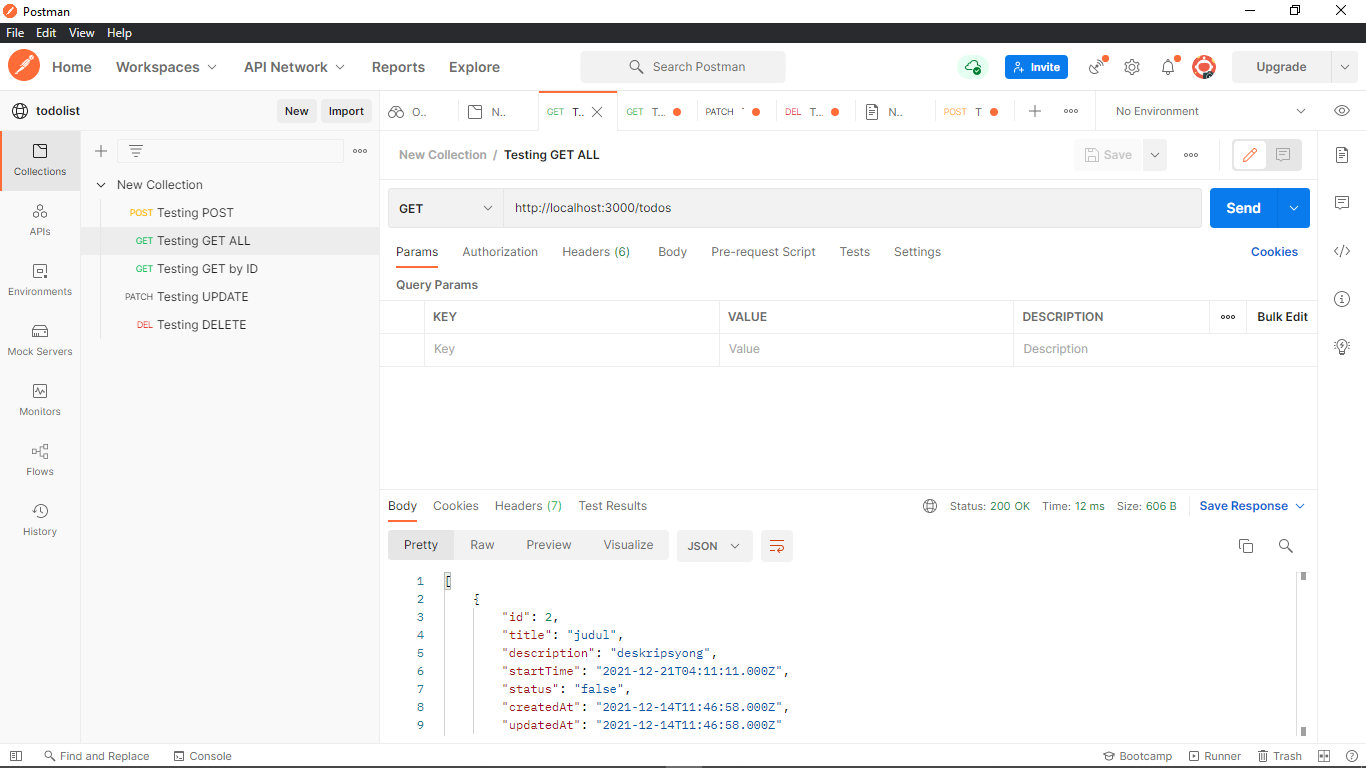 Postman
File Edit View Help
Home Workspaces API Network Reports Explore Search Postman Invite Upgrade
todolist New Import
O.. N.. GET T.. GET T... PATCH DEL T... N.. POST T No Environment
Collections
APIs
Environments
Mock Servers
Monitors
Flows
History
New Collection
POST Testing POST
GET Testing GET ALL
GET Testing GET by ID
PATCH Testing UPDATE
DEL Testing DELETE
New Collection / Testing GET ALL Save
GET http://localhost:3000/todos Send
Params Authorization Headers (6) Body Pre-request Script Tests Settings Cookies
Query Params
KEY VALUE DESCRIPTION Bulk Edit
Key Value Description
Body Cookies Headers (7) Test Results Status: 200 OK Time: 12 ms Size: 606 B Save Response
Pretty Raw Preview Visualize JSON
1 [
2 {
3 "id": 2,
4 "title": "judul",
5 "description": "deskripsyong",
6 "startTime": "2021-12-21T04:11:11.000Z",
7 "status": "false",
8 "createdAt": "2021-12-14T11:46:58.000Z",
9 "updatedAt": "2021-12-14T11:46:58.000Z"
Find and Replace Console Bootcamp Runner Trash